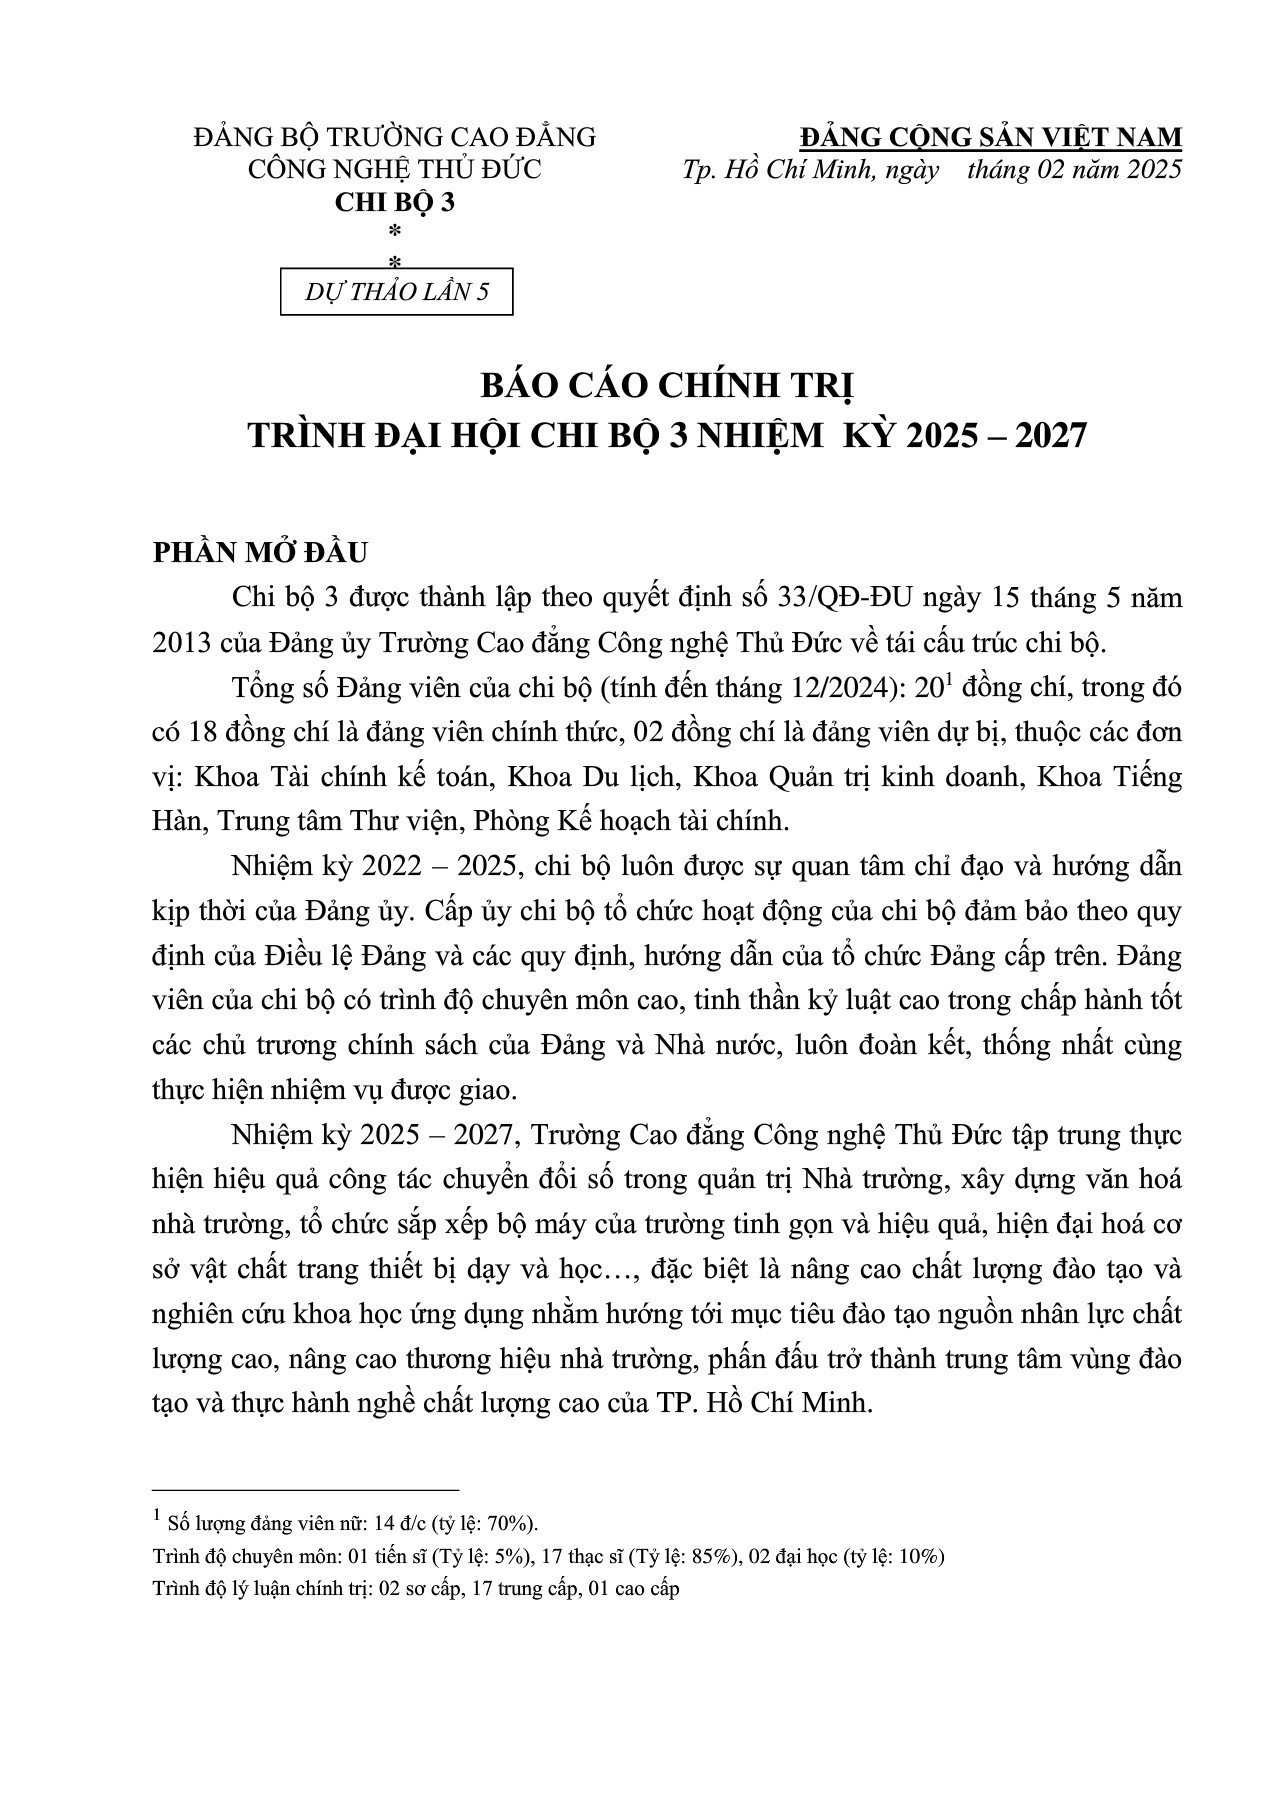 ĐẢNG BỘ TRƯỜNG CAO ĐẲNG
CÔNG NGHỆ THỦ ĐỨC
CHI BỘ 3
*
*
DỰ THẢO LẦN 5
ĐẢNG CỘNG SẢN VIỆT NAM
Tp. Hồ Chí Minh, ngày    tháng 02 năm 2025
BÁO CÁO CHÍNH TRỊ
TRÌNH ĐẠI HỘI CHI BỘ 3 NHIỆM  KỲ 2025 – 2027
PHẦN MỞ ĐẦU
Chi bộ 3 được thành lập theo quyết định số 33/QĐ-ĐU ngày 15 tháng 5 năm
2013 của Đảng ủy Trường Cao đẳng Công nghệ Thủ Đức về tái cấu trúc chi bộ.
Tổng số Đảng viên của chi bộ (tính đến tháng 12/2024): 20¹ đồng chí, trong đó
có 18 đồng chí là đảng viên chính thức, 02 đồng chí là đảng viên dự bị, thuộc các đơn
vị: Khoa Tài chính kế toán, Khoa Du lịch, Khoa Quản trị kinh doanh, Khoa Tiếng
Hàn, Trung tâm Thư viện, Phòng Kế hoạch tài chính.
Nhiệm kỳ 2022 – 2025, chi bộ luôn được sự quan tâm chỉ đạo và hướng dẫn
kịp thời của Đảng ủy. Cấp ủy chi bộ tổ chức hoạt động của chi bộ đảm bảo theo quy
định của Điều lệ Đảng và các quy định, hướng dẫn của tổ chức Đảng cấp trên. Đảng
viên của chi bộ có trình độ chuyên môn cao, tinh thần kỷ luật cao trong chấp hành tốt
các chủ trương chính sách của Đảng và Nhà nước, luôn đoàn kết, thống nhất cùng
thực hiện nhiệm vụ được giao.
Nhiệm kỳ 2025 – 2027, Trường Cao đẳng Công nghệ Thủ Đức tập trung thực
hiện hiệu quả công tác chuyển đổi số trong quản trị Nhà trường, xây dựng văn hoá
nhà trường, tổ chức sắp xếp bộ máy của trường tinh gọn và hiệu quả, hiện đại hoá cơ
sở vật chất trang thiết bị dạy và học…, đặc biệt là nâng cao chất lượng đào tạo và
nghiên cứu khoa học ứng dụng nhằm hướng tới mục tiêu đào tạo nguồn nhân lực chất
lượng cao, nâng cao thương hiệu nhà trường, phấn đấu trở thành trung tâm vùng đào
tạo và thực hành nghề chất lượng cao của TP. Hồ Chí Minh.
¹ Số lượng đảng viên nữ: 14 đ/c (tỷ lệ: 70%).
Trình độ chuyên môn: 01 tiến sĩ (Tỷ lệ: 5%), 17 thạc sĩ (Tỷ lệ: 85%), 02 đại học (tỷ lệ: 10%)
Trình độ lý luận chính trị: 02 sơ cấp, 17 trung cấp, 01 cao cấp